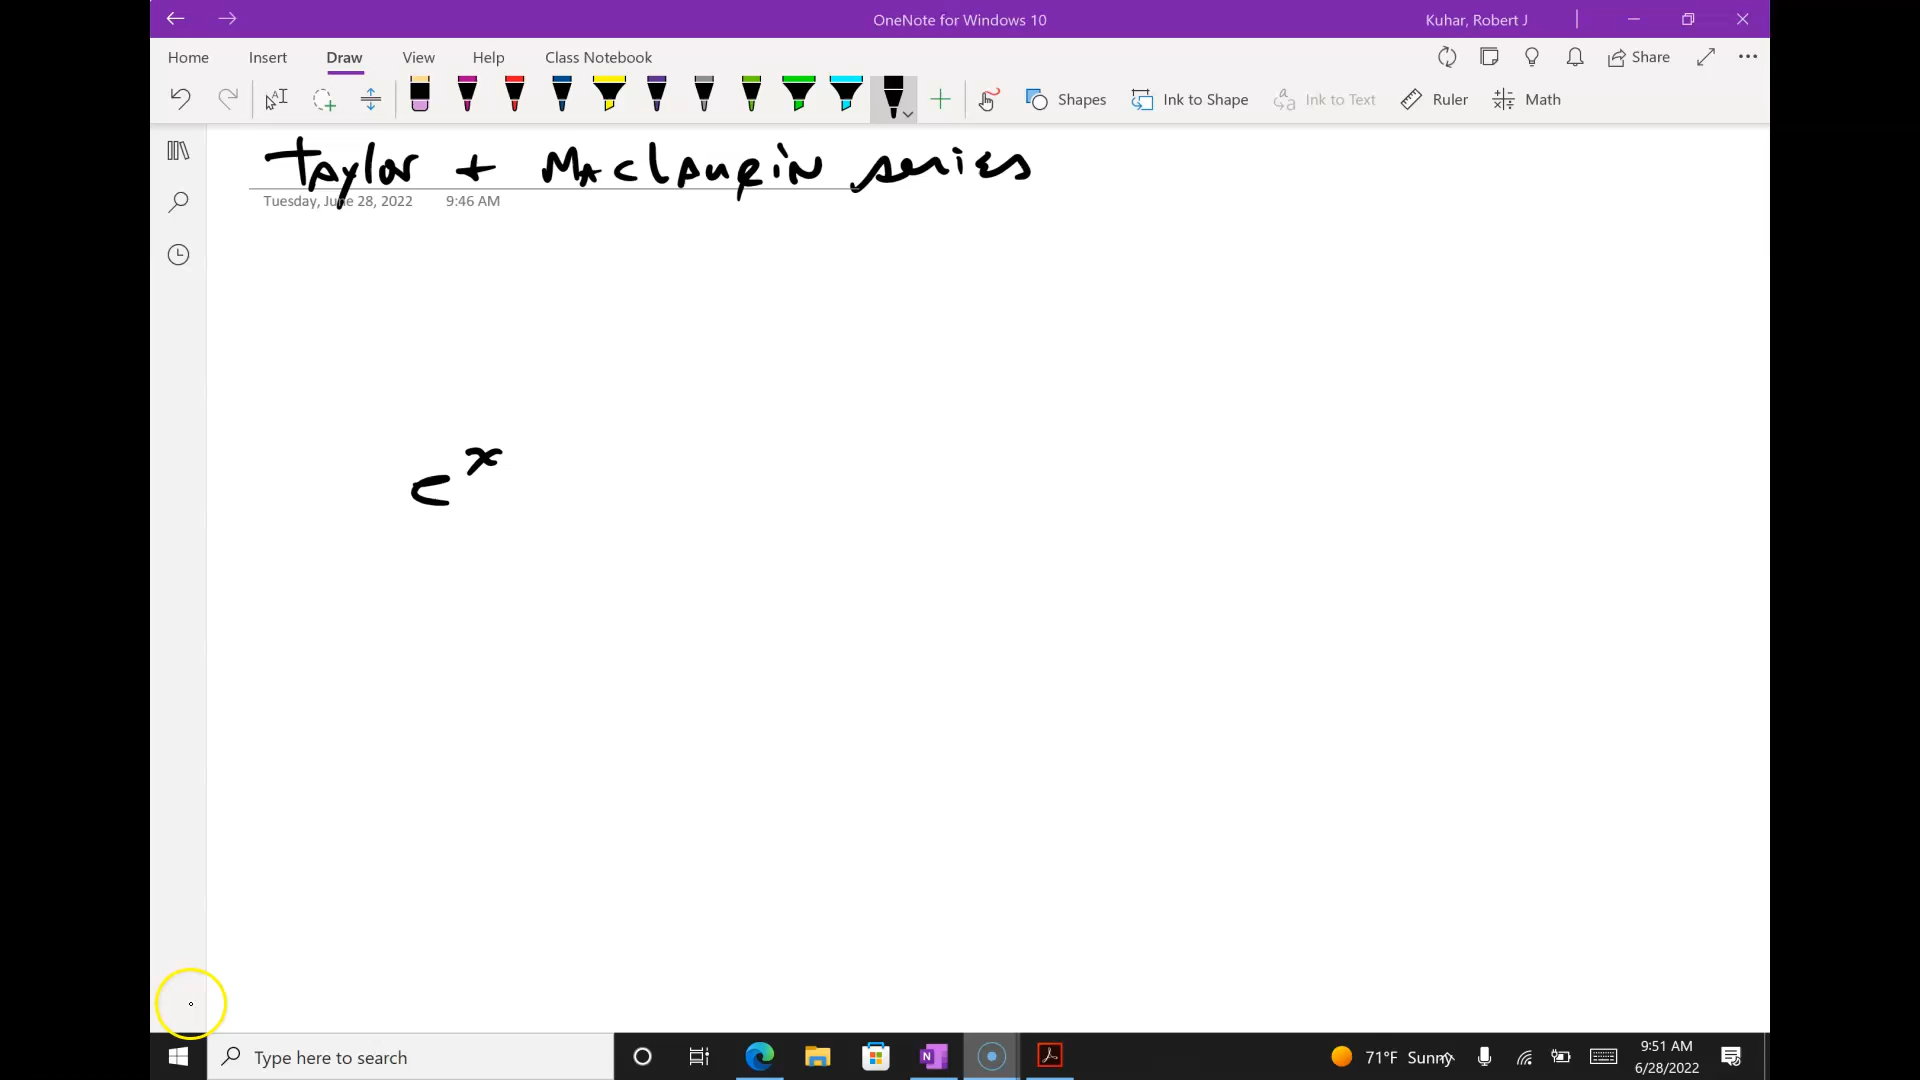 OneNote for Windows 10
Kuhar, Robert J
Home Insert Draw View Help Class Notebook Share
Shapes Ink to Shape Ink to Text Ruler Math
Taylor + Maclaurin series
Tuesday, June 28, 2022 9:46 AM
e^x
Type here to search
71°F Sunny
9:51 AM
6/28/2022